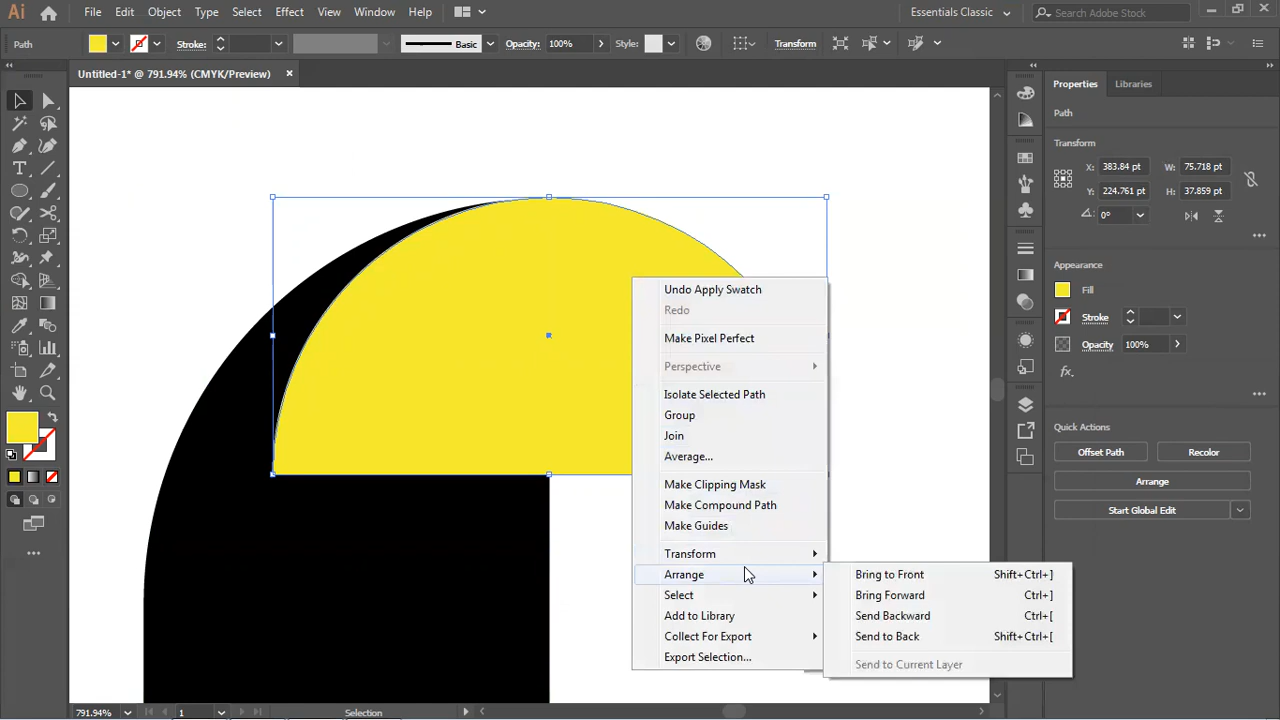 Ai File Edit Object Type Select Effect View Window Help Essentials Classic Search Adobe Stock
Path Stroke: Basic Opacity: 100% Style: Transform
Untitled-1* @ 791.94% (CMYK/Preview) ×
Properties Libraries
Path
Transform
X: 383.84 pt W: 75.718 pt
Y: 224.761 pt H: 37.859 pt
0°
Appearance
Fill
Stroke
Opacity 100%
fx.
Quick Actions
Offset Path Recolor
Arrange
Start Global Edit
Undo Apply Swatch
Redo
Make Pixel Perfect
Perspective
Isolate Selected Path
Group
Join
Average...
Make Clipping Mask
Make Compound Path
Make Guides
Transform
Arrange
Select
Add to Library
Collect For Export
Export Selection...
Bring to Front Shift+Ctrl+]
Bring Forward Ctrl+]
Send Backward Ctrl+[
Send to Back Shift+Ctrl+[
Send to Current Layer
791.94% 1 Selection